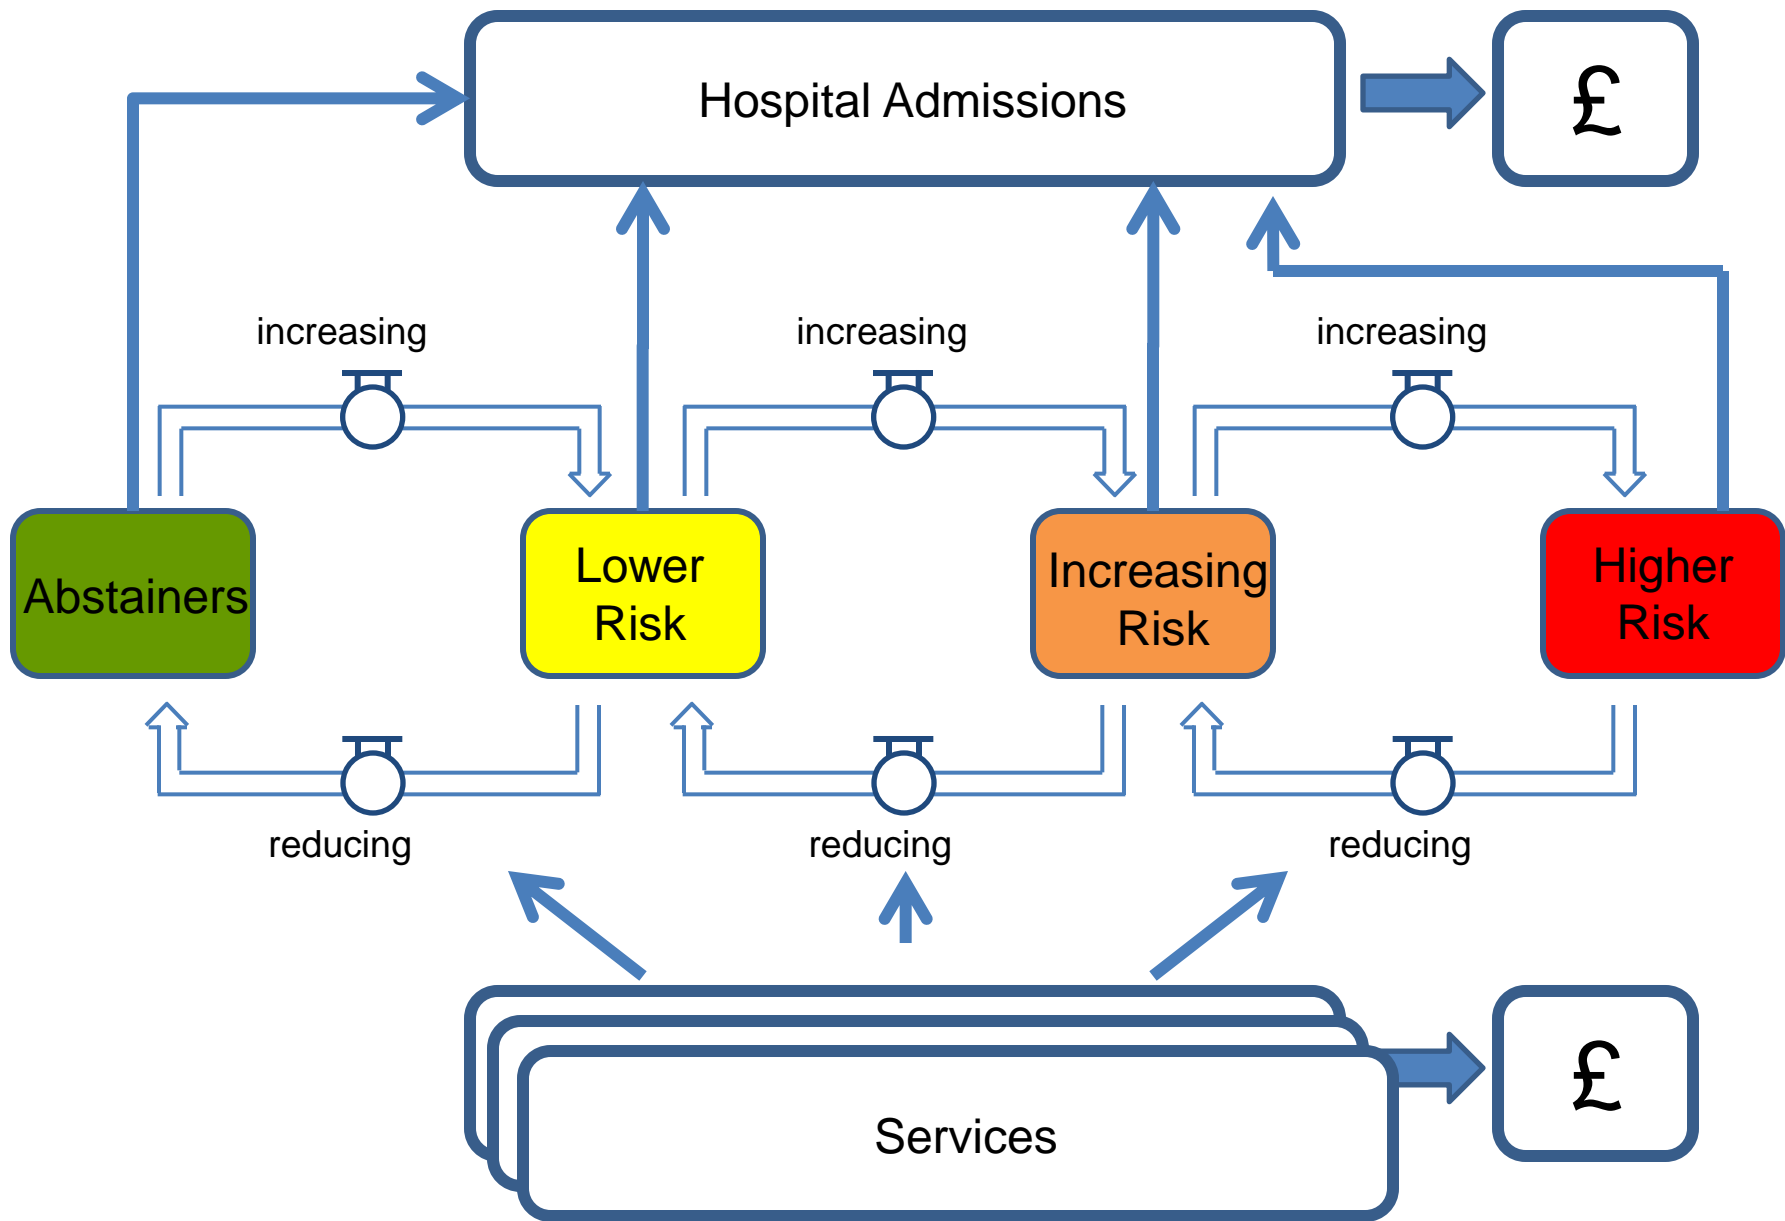 Hospital Admissions
£
increasing
increasing
increasing
Abstainers
Lower
Risk
Increasing
Risk
Higher
Risk
reducing
reducing
reducing
Services
£